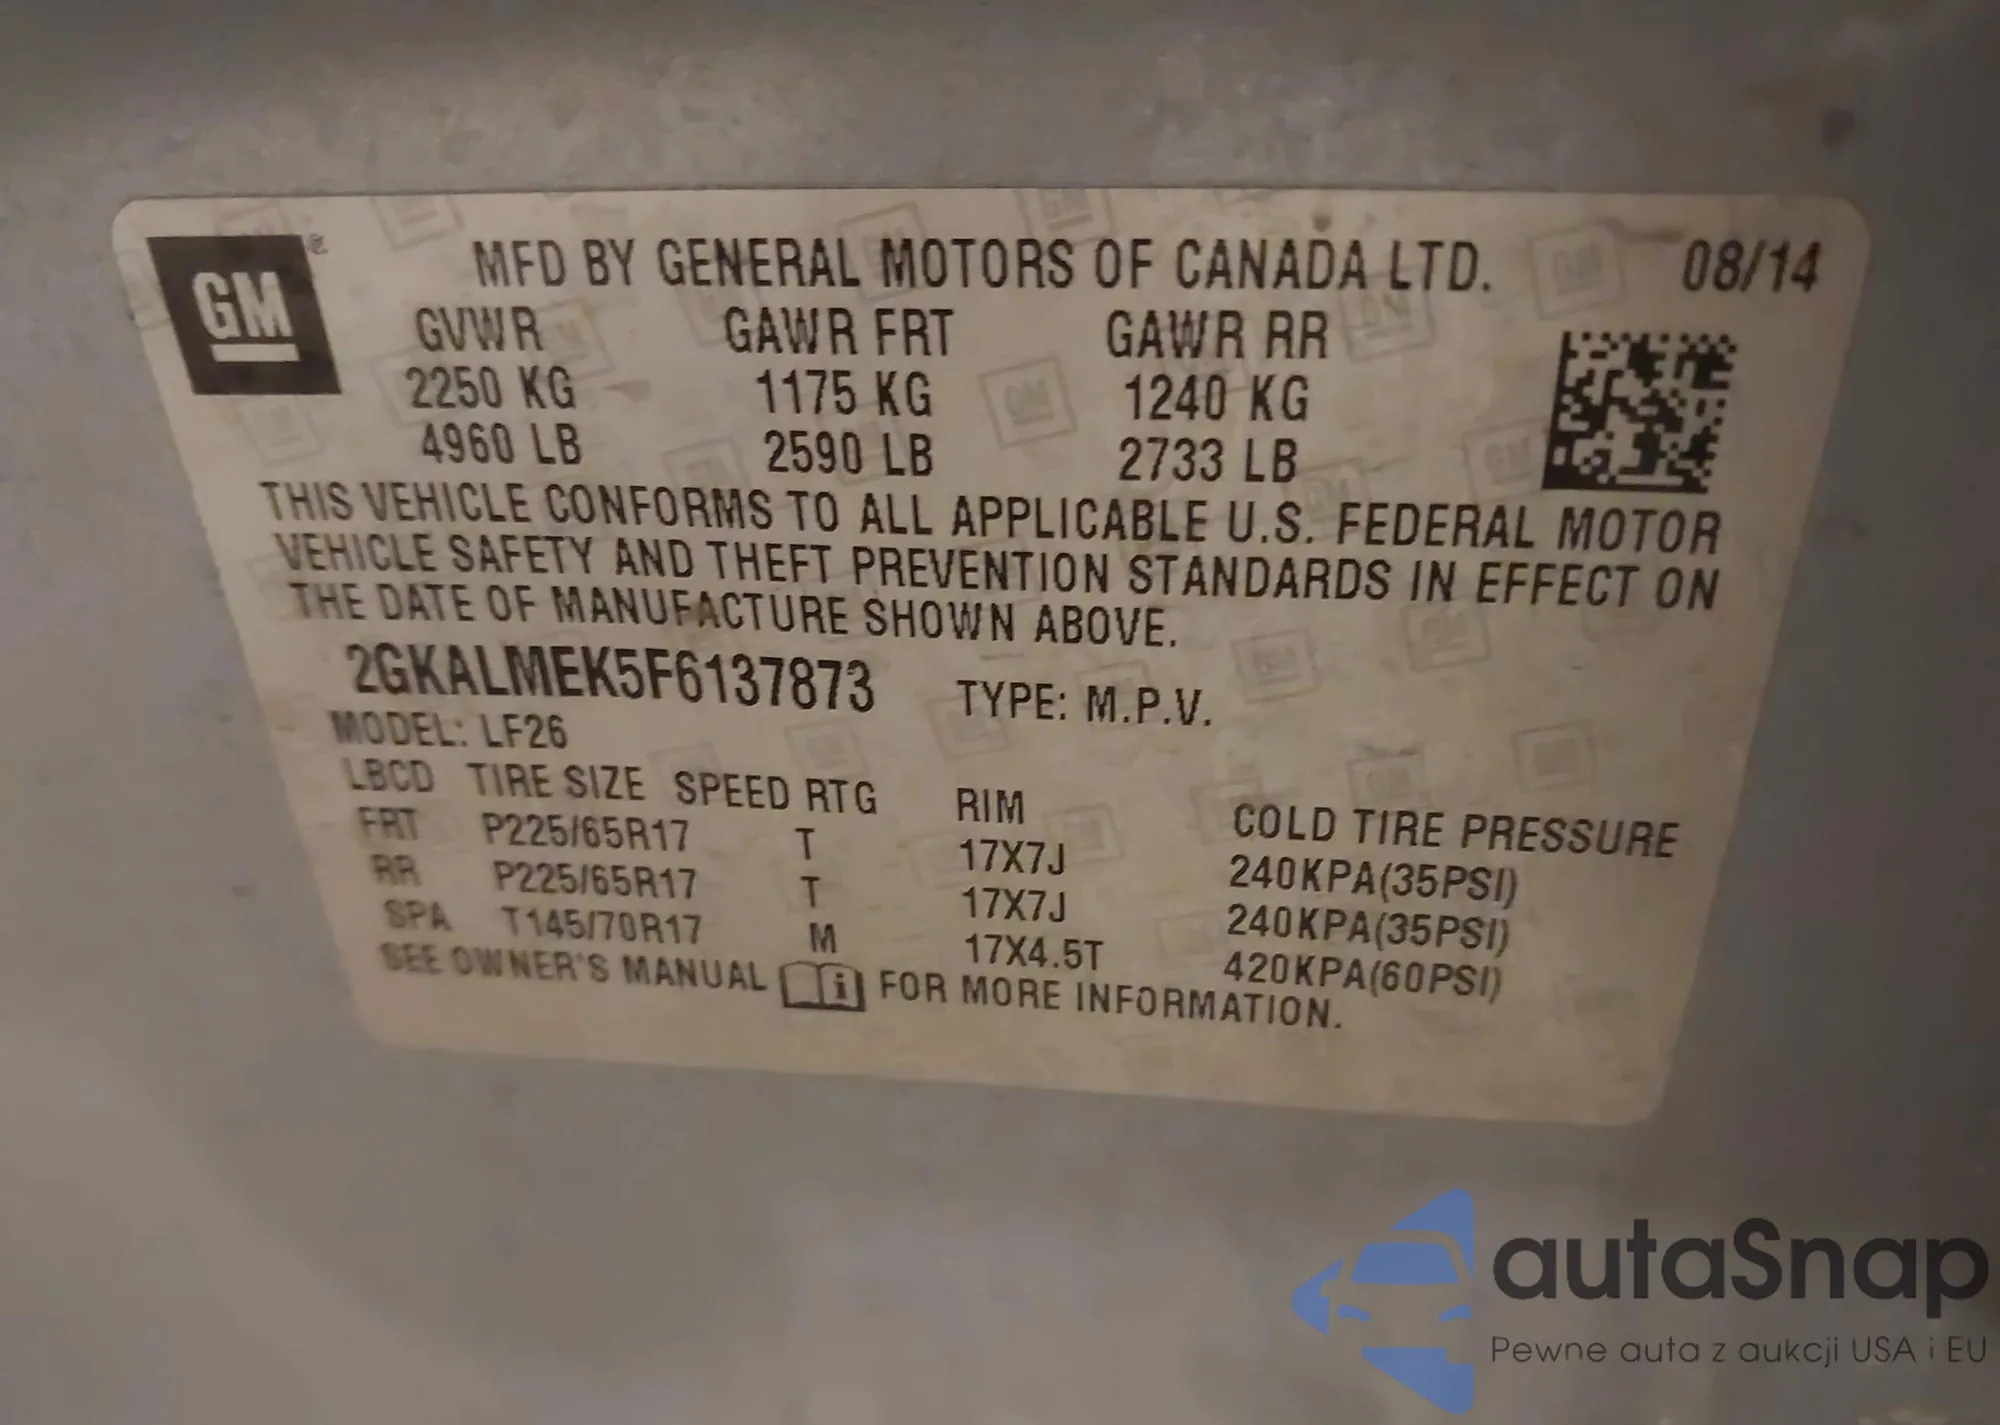 GM ®
MFD BY GENERAL MOTORS OF CANADA LTD. 08/14
GVWR GAWR FRT GAWR RR
2250 KG 1175 KG 1240 KG
4960 LB 2590 LB 2733 LB
THIS VEHICLE CONFORMS TO ALL APPLICABLE U.S. FEDERAL MOTOR
VEHICLE SAFETY AND THEFT PREVENTION STANDARDS IN EFFECT ON
THE DATE OF MANUFACTURE SHOWN ABOVE.
2GKALMEK5F6137873 TYPE: M.P.V.
MODEL: LF26
LBCD TIRE SIZE SPEED RTG RIM COLD TIRE PRESSURE
FRT P225/65R17 T 17X7J 240KPA(35PSI)
RR P225/65R17 T 17X7J 240KPA(35PSI)
SPA T145/70R17 M 17X4.5T 420KPA(60PSI)
SEE OWNER'S MANUAL i FOR MORE INFORMATION.
autaSnap
Pewne auta z aukcji USA i EU